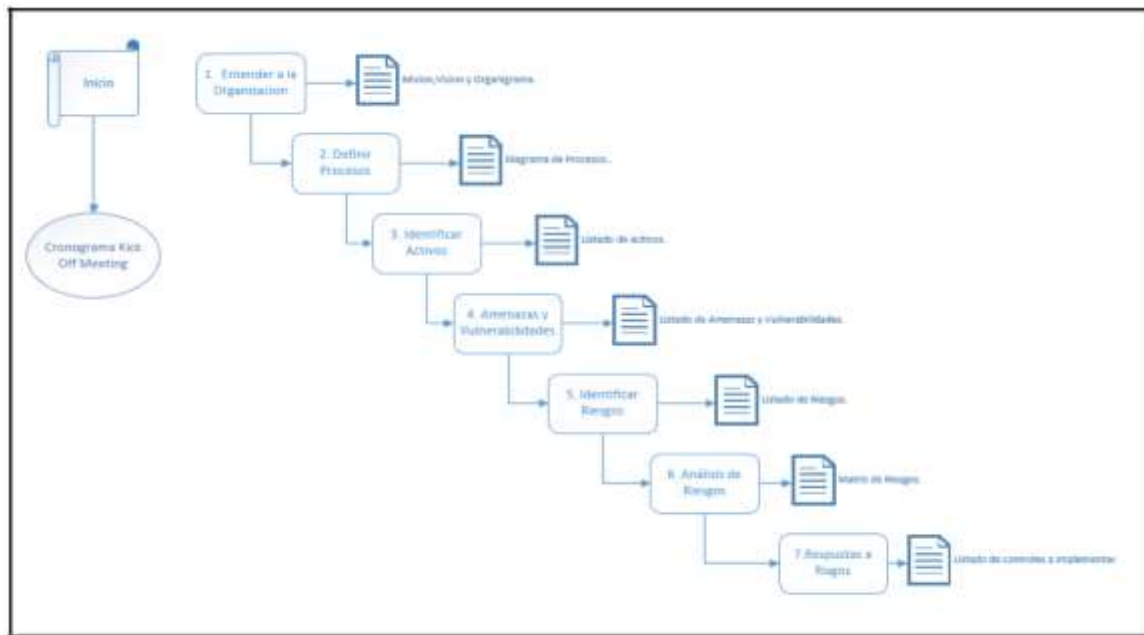 Inicio
Cronograma Kick
Off Meeting
1. Entender a la
Organizacion
Mision, Vision y Organigrama.
2. Definir
Procesos
Diagrama de Procesos.
3. Identificar
Activos
Listado de activos.
4. Amenazas y
Vulnerabilidades
Listado de Amenazas y Vulnerabilidades.
5. Identificar
Riesgos
Listado de Riesgos.
6. Análisis de
Riesgos
Matriz de Riesgos
7.Respuestas a
Risgos
Listado de controles a implementar